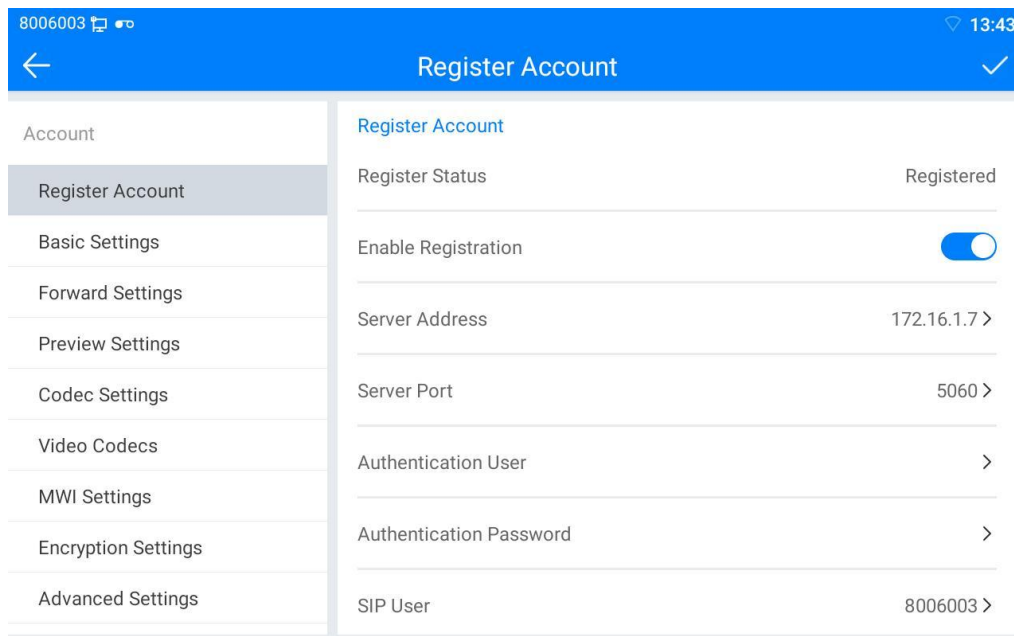 8006003 13:43
Register Account
Account
Register Account
Basic Settings
Forward Settings
Preview Settings
Codec Settings
Video Codecs
MWI Settings
Encryption Settings
Advanced Settings
Register Account
Register Status Registered
Enable Registration
Server Address 172.16.1.7
Server Port 5060
Authentication User
Authentication Password
SIP User 8006003